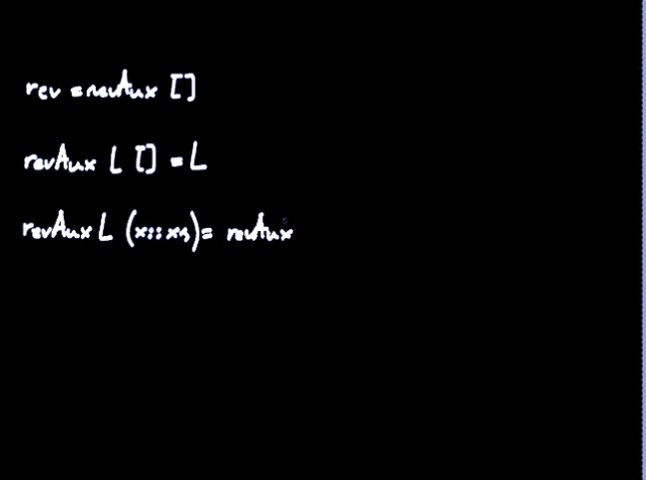 rev = revAux []
revAux L [] = L
revAux L (x::xs) = revAux